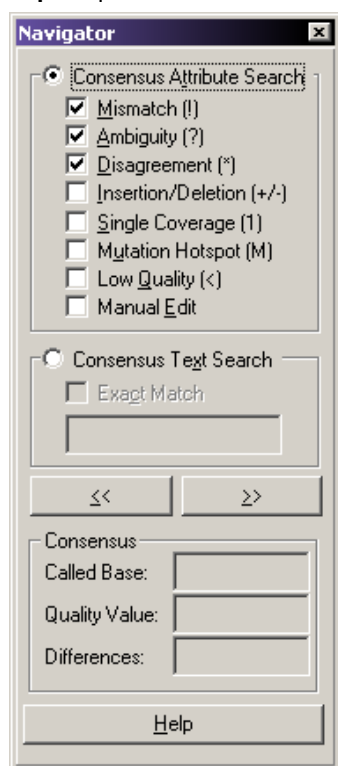 Navigator
Consensus Attribute Search
Mismatch (!)
Ambiguity (?)
Disagreement (*)
Insertion/Deletion (+/-)
Single Coverage (1)
Mutation Hotspot (M)
Low Quality (<)
Manual Edit
Consensus Text Search
Exact Match
<< >>
Consensus
Called Base:
Quality Value:
Differences:
Help